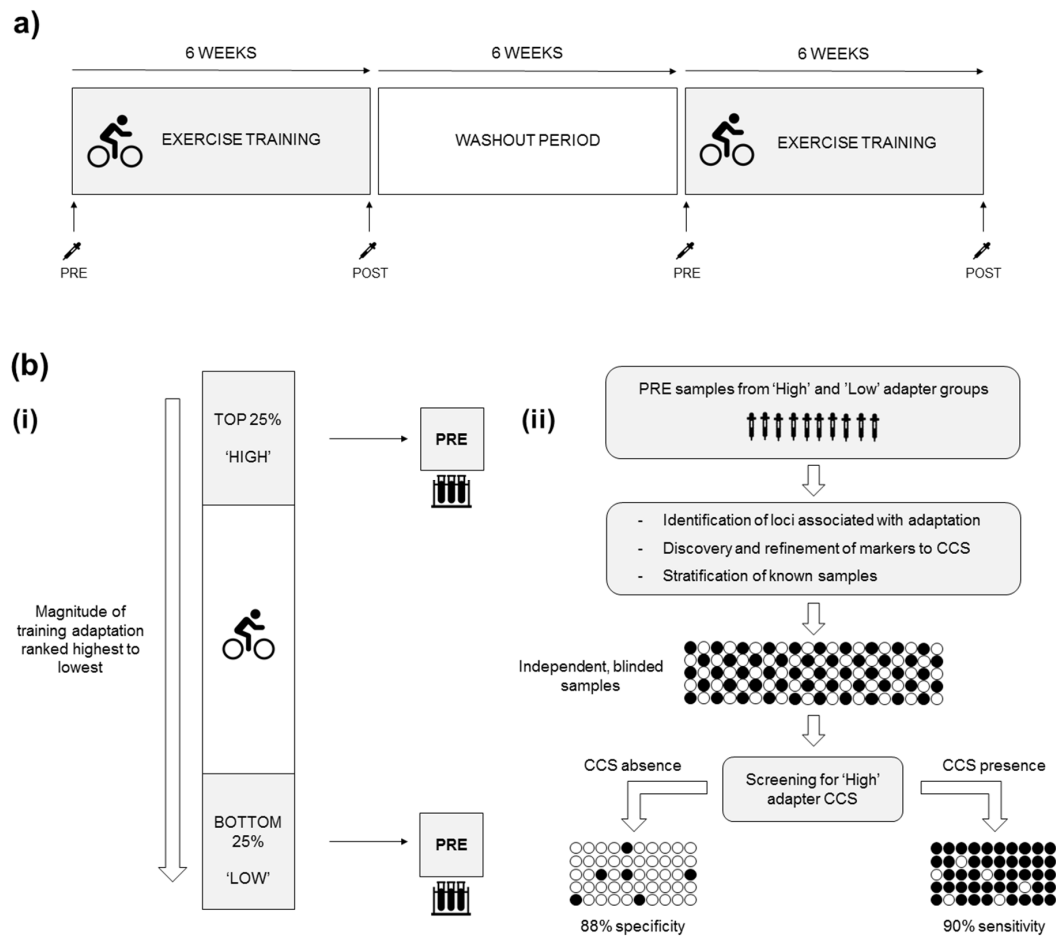 a)
6 WEEKS
6 WEEKS
6 WEEKS
EXERCISE TRAINING
WASHOUT PERIOD
EXERCISE TRAINING
PRE
POST
PRE
POST
(b)
(i)
TOP 25%
'HIGH'
PRE
Magnitude of
training adaptation
ranked highest to
lowest
BOTTOM
25%
'LOW'
PRE
(ii)
PRE samples from 'High' and 'Low' adapter groups
- Identification of loci associated with adaptation
- Discovery and refinement of markers to CCS
- Stratification of known samples
Independent, blinded
samples
CCS absence
Screening for 'High'
adapter CCS
CCS presence
88% specificity
90% sensitivity